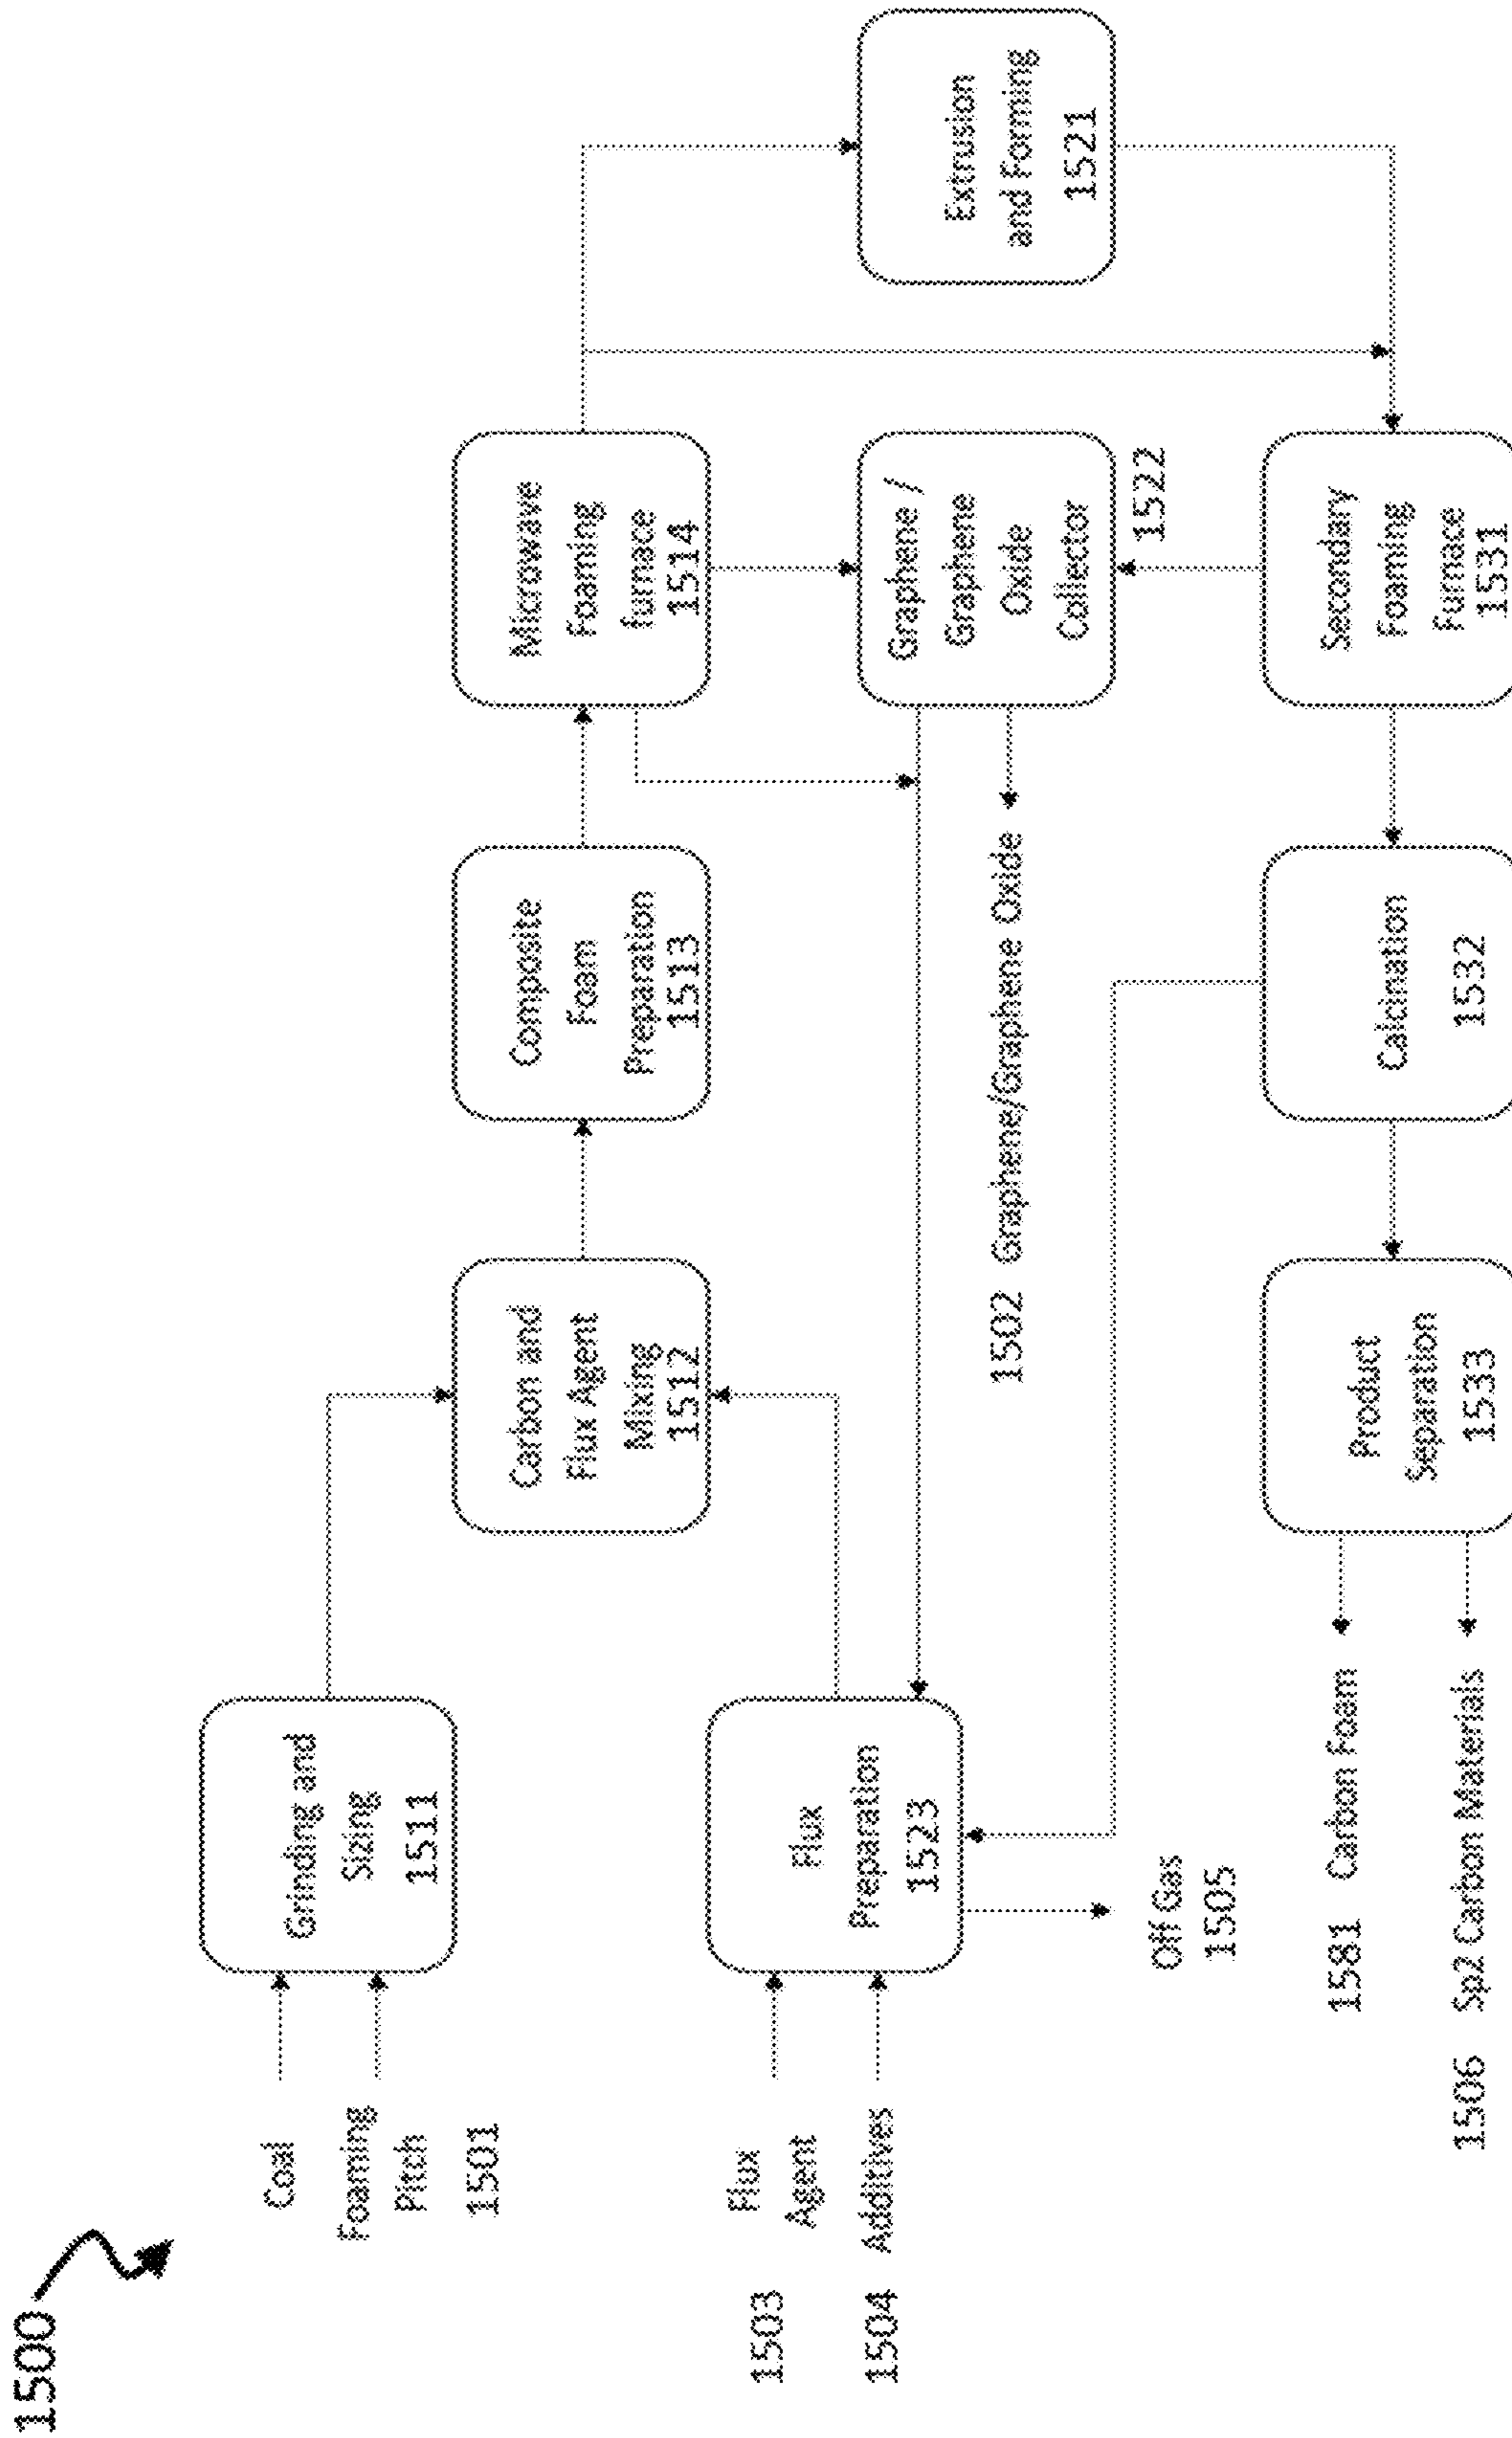 1500
Coal
Foaming
Pitch
1501
Grinding and
Sizing
1511
Carbon and
Flux Agent
Mixing
1512
Composite
Foam
Preparation
1513
Microwave
Foaming
furnace
1514
1503
Flux
Agent
1504 Additives
Flux
Preparation
1523
Off Gas
1505
Graphene /
Graphene
Oxide
Collector
1522
1502 Graphene/Graphene Oxide
Extrusion
and Forming
1521
1581 Carbon Foam
1506 Sp2 Carbon Materials
Product
Separation
1533
Calcination
1532
Secondary
Foaming
Furnace
1531